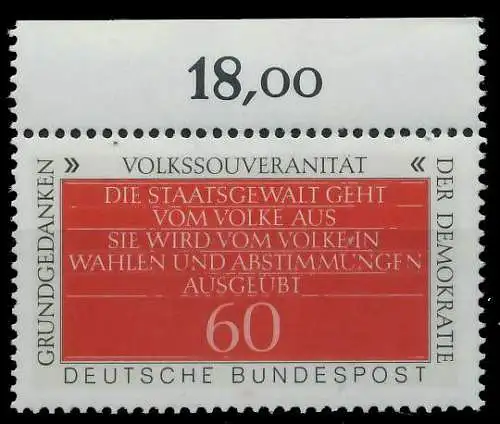 18,00
» VOLKSSOUVERANITÄT «
GRUNDGEDANKEN
DER DEMOKRATIE
DIE STAATSGEWALT GEHT
VOM VOLKE AUS
SIE WIRD VOM VOLKE IN
WAHLEN UND ABSTIMMUNGEN
AUSGEÜBT
60
DEUTSCHE BUNDESPOST